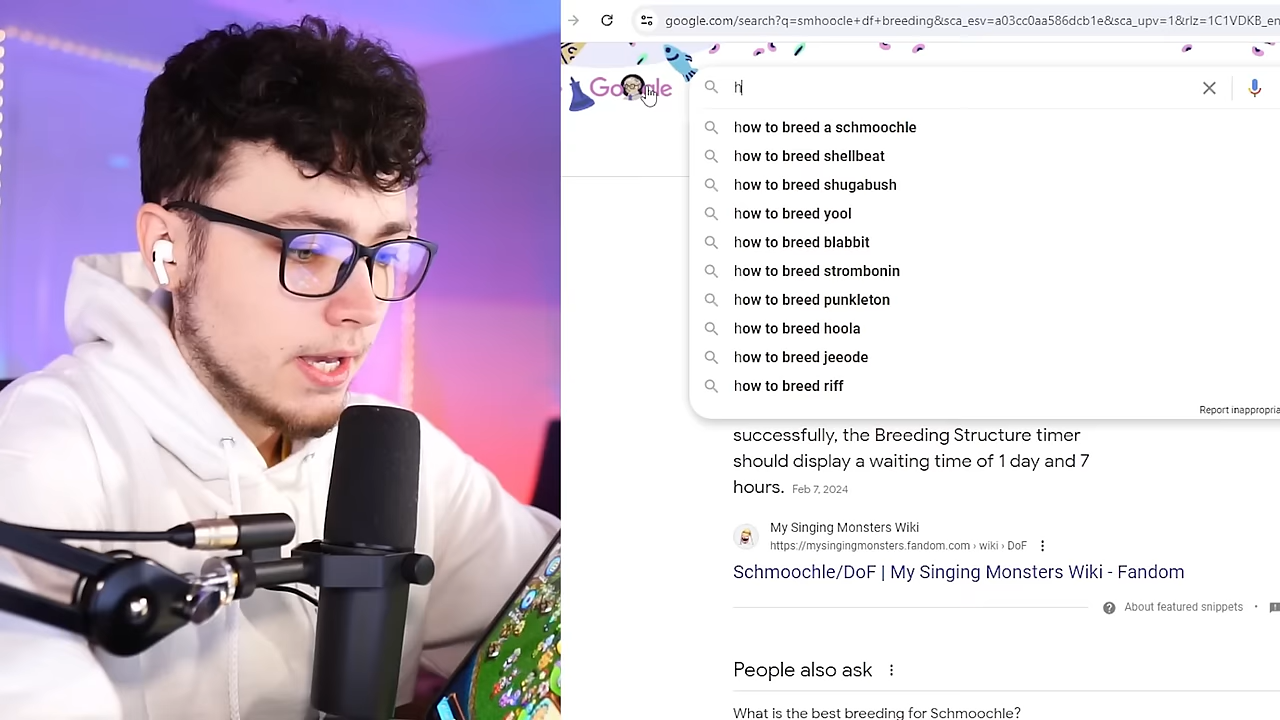 google.com/search?q=smhoocle+df+breeding&sca_esv=a03cc0aa586dcb1e&sca_upv=1&rlz=1C1VDKB_en
Google
h
how to breed a schmoochle
how to breed shellbeat
how to breed shugabush
how to breed yool
how to breed blabbit
how to breed strombonin
how to breed punkleton
how to breed hoola
how to breed jeeode
how to breed riff
Report inappropria
successfully, the Breeding Structure timer
should display a waiting time of 1 day and 7
hours. Feb 7, 2024
My Singing Monsters Wiki
https://mysingingmonsters.fandom.com › wiki › DoF
Schmoochle/DoF | My Singing Monsters Wiki - Fandom
About featured snippets
People also ask
What is the best breeding for Schmoochle?